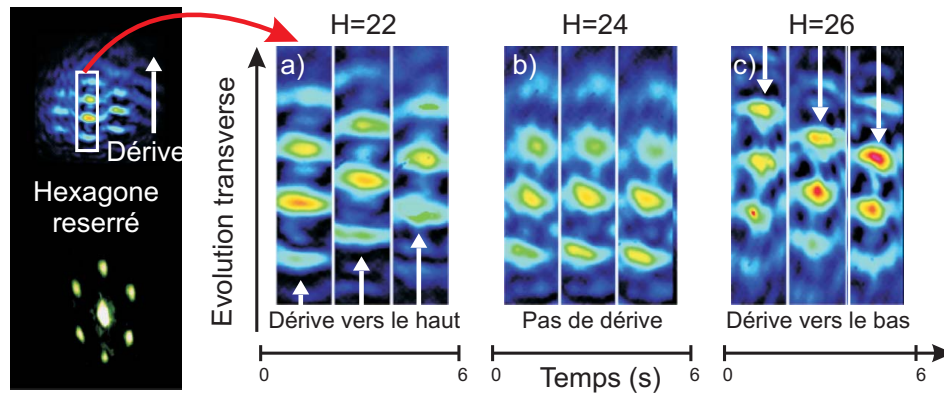 H=22
H=24
H=26
a)
b)
c)
Dérive
Hexagone
reserré
Evolution transverse
Dérive vers le haut
Pas de dérive
Dérive vers le bas
0
6
0
6
0
6
Temps (s)